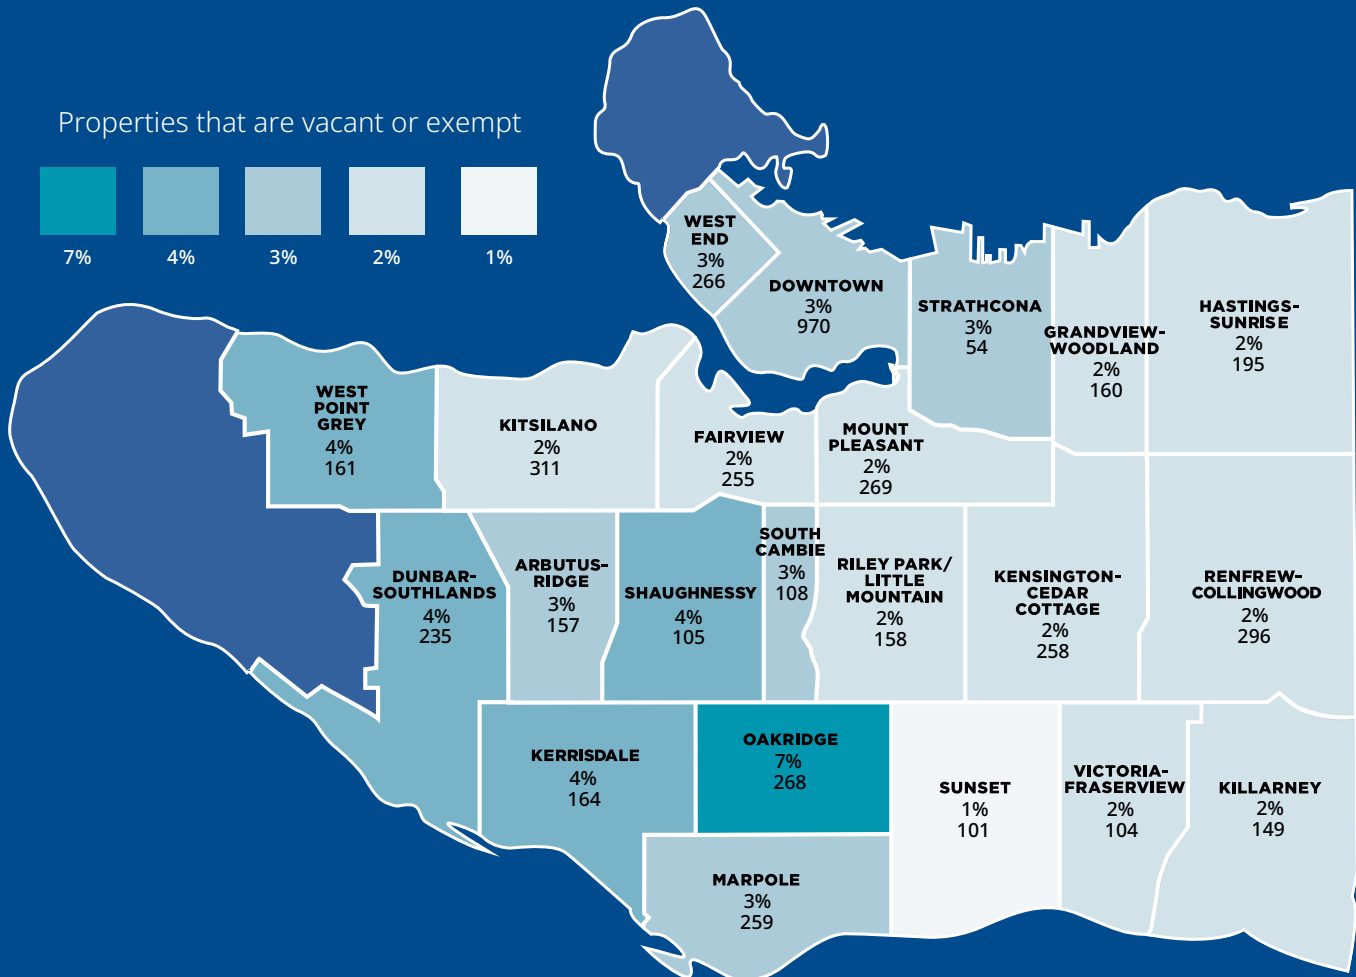 Properties that are vacant or exempt
7%
4%
3%
2%
1%
WEST
END
3%
266
DOWNTOWN
3%
970
STRATHCONA
3%
54
GRANDVIEW-
WOODLAND
2%
160
HASTINGS-
SUNRISE
2%
195
WEST
POINT
GREY
4%
161
KITSILANO
2%
311
FAIRVIEW
2%
255
MOUNT
PLEASANT
2%
269
DUNBAR-
SOUTHLANDS
4%
235
ARBUTUS-
RIDGE
3%
157
SHAUGHNESSY
4%
105
SOUTH
CAMBIE
3%
108
RILEY PARK/
LITTLE
MOUNTAIN
2%
158
KENSINGTON-
CEDAR
COTTAGE
2%
258
RENFREW-
COLLINGWOOD
2%
296
KERRISDALE
4%
164
OAKRIDGE
7%
268
SUNSET
1%
101
VICTORIA-
FRASERVIEW
2%
104
KILLARNEY
2%
149
MARPOLE
3%
259